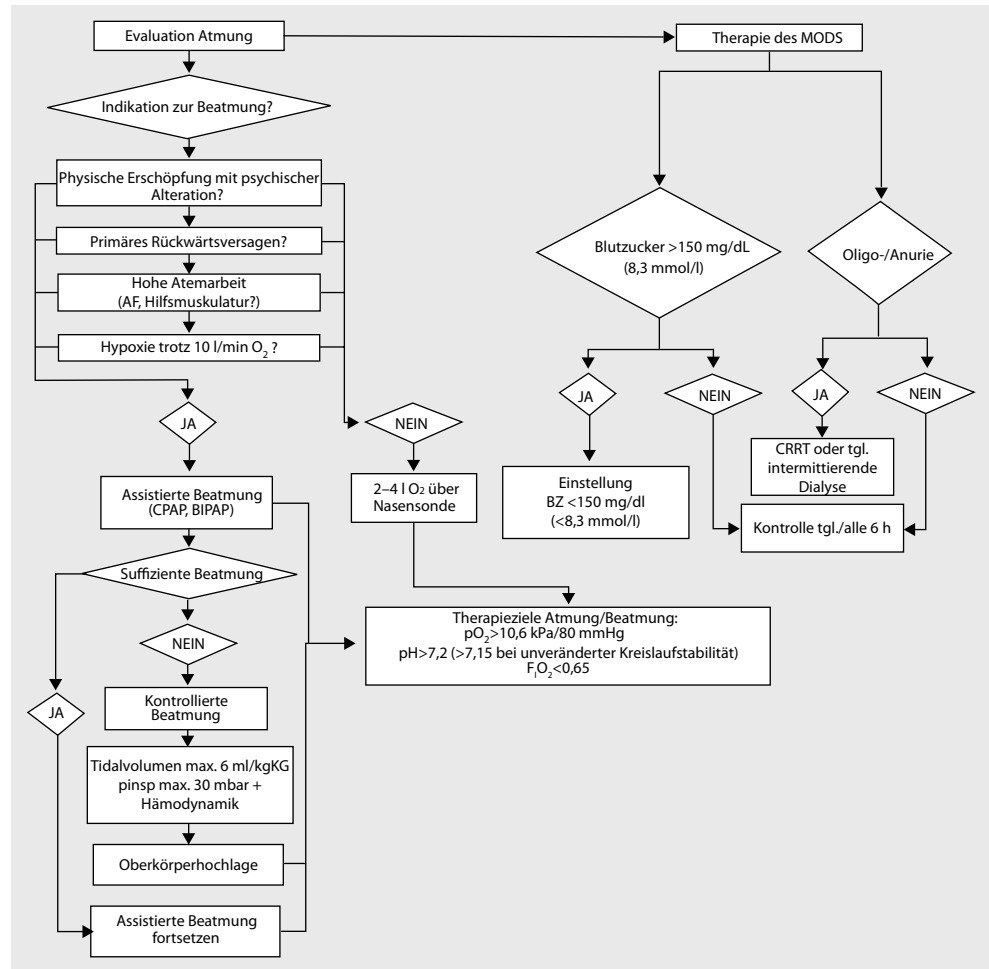 Evaluation Atmung
Therapie des MODS
Indikation zur Beatmung?
Physische Erschöpfung mit psychischer
Alteration?
Primäres Rückwärtsversagen?
Hohe Atemarbeit
(AF, Hilfsmuskulatur?)
Hypoxie trotz 10 l/min O₂ ?
JA
NEIN
2–4 l O₂ über
Nasensonde
Assistierte Beatmung
(CPAP, BIPAP)
Suffiziente Beatmung
NEIN
JA
Kontrollierte
Beatmung
Tidalvolumen max. 6 ml/kgKG
pinsp max. 30 mbar +
Hämodynamik
Oberkörperhochlage
Assistierte Beatmung
fortsetzen
Therapieziele Atmung/Beatmung:
pO₂>10,6 kPa/80 mmHg
pH>7,2 (>7,15 bei unveränderter Kreislaufstabilität)
FIO₂<0,65
Blutzucker >150 mg/dL
(8,3 mmol/l)
JA
NEIN
Einstellung
BZ <150 mg/dl
(<8,3 mmol/l)
Oligo-/Anurie
JA
NEIN
CRRT oder tgl.
intermittierende
Dialyse
Kontrolle tgl./alle 6 h